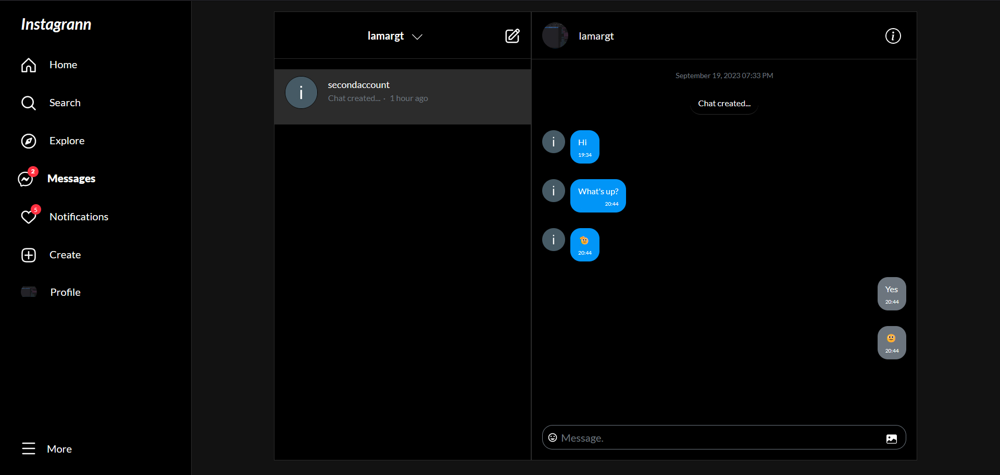 Instagrann
Home
Search
Explore
2
Messages
5
Notifications
Create
Profile
More
lamargt
i
secondaccount
Chat created... · 1 hour ago
lamargt
i
September 19, 2023 07:33 PM
Chat created...
i
Hi
19:34
i
What's up?
20:44
i
20:44
Yes
20:44
20:44
Message.